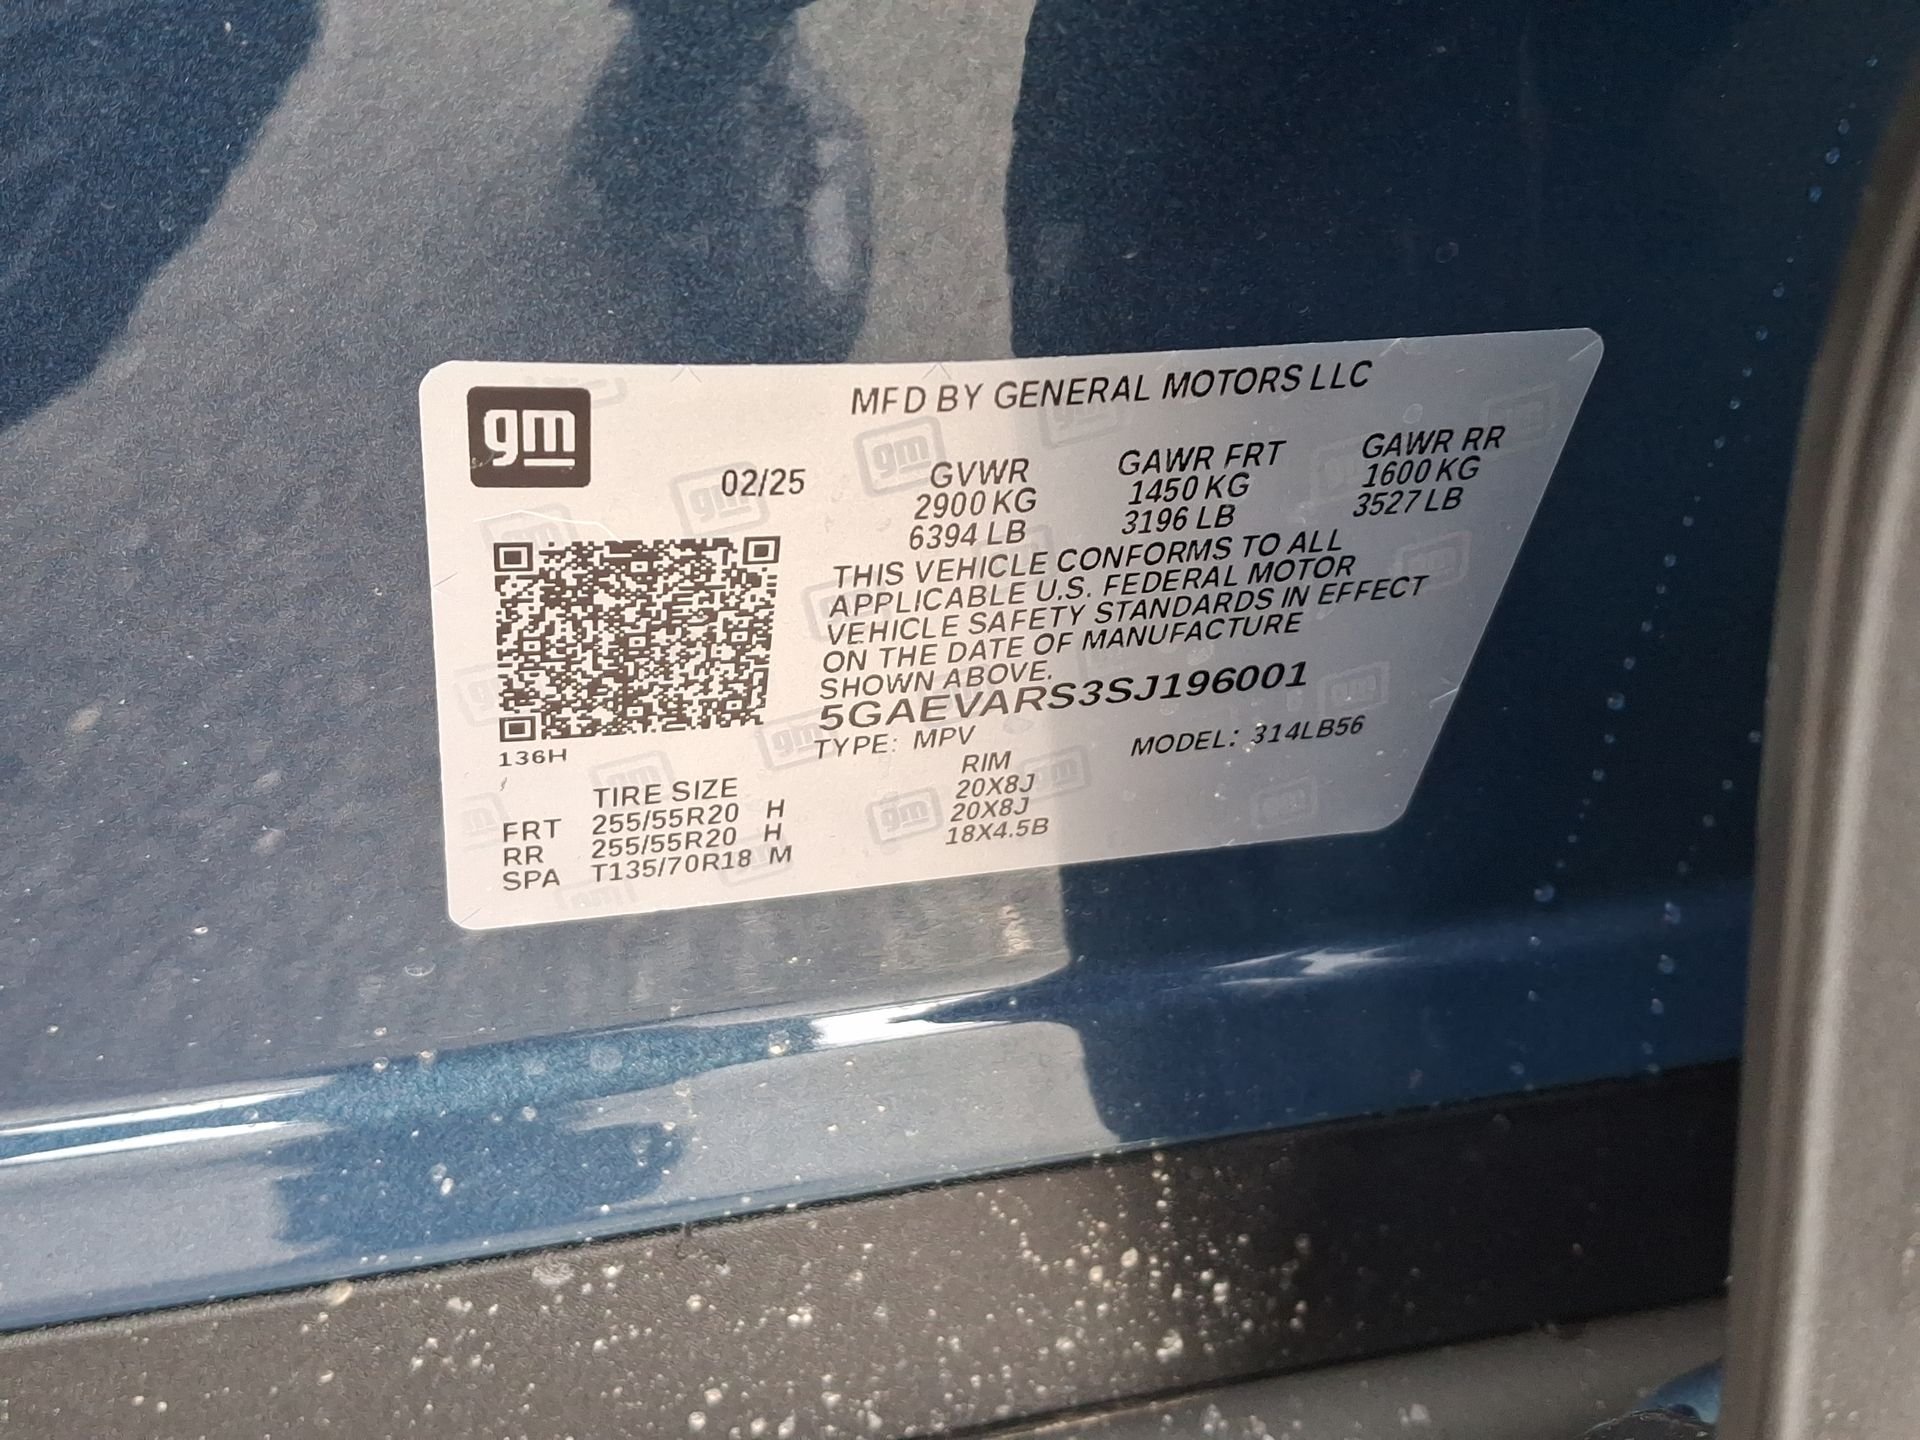 gm
MFD BY GENERAL MOTORS LLC
02/25 GVWR GAWR FRT GAWR RR
2900 KG 1450 KG 1600 KG
6394 LB 3196 LB 3527 LB
THIS VEHICLE CONFORMS TO ALL
APPLICABLE U.S. FEDERAL MOTOR
VEHICLE SAFETY STANDARDS IN EFFECT
ON THE DATE OF MANUFACTURE
SHOWN ABOVE.
5GAEVARS3SJ196001
136H
TYPE: MPV MODEL: 314LB56
TIRE SIZE RIM
FRT 255/55R20 H 20X8J
RR 255/55R20 H 20X8J
SPA T135/70R18 M 18X4.5B